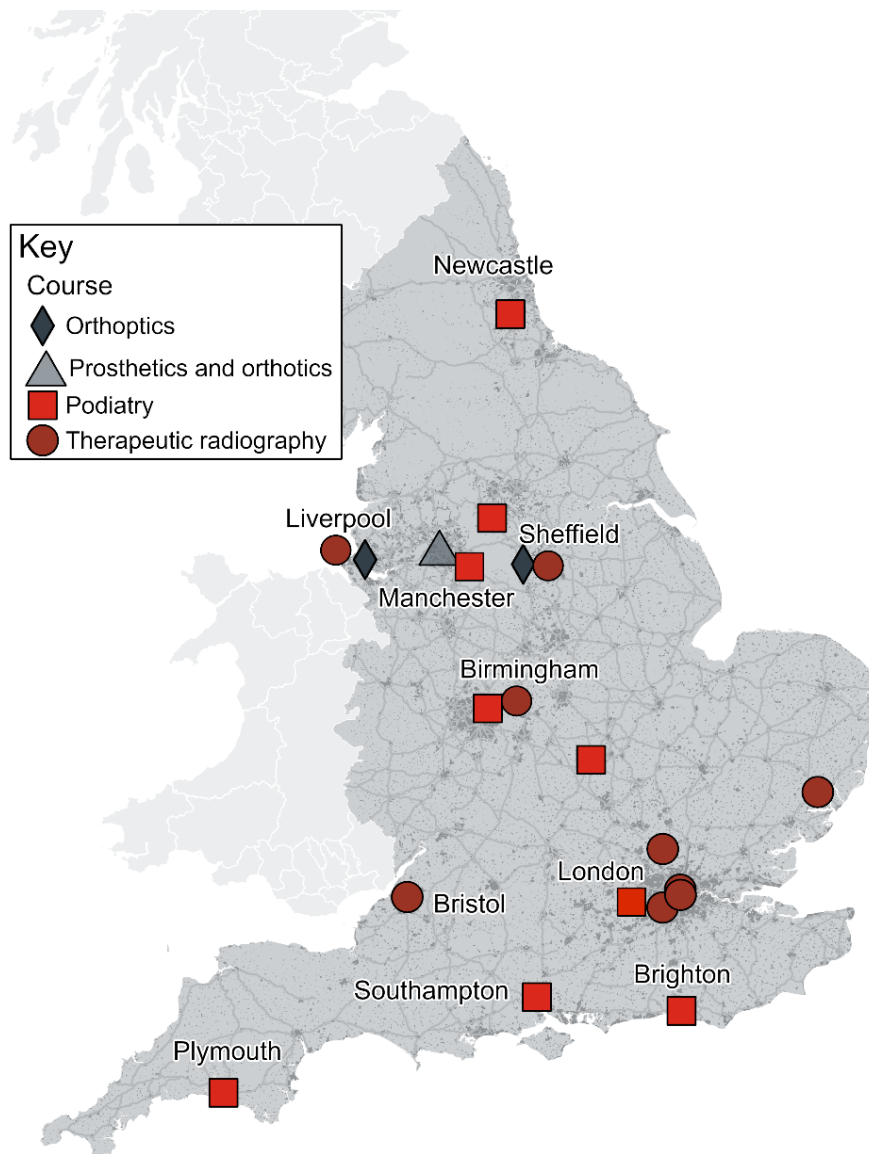 Newcastle
Key
Course
Orthoptics
Prosthetics and orthotics
Podiatry
Therapeutic radiography
Liverpool
Sheffield
Manchester
Birmingham
London
Bristol
Southampton
Brighton
Plymouth